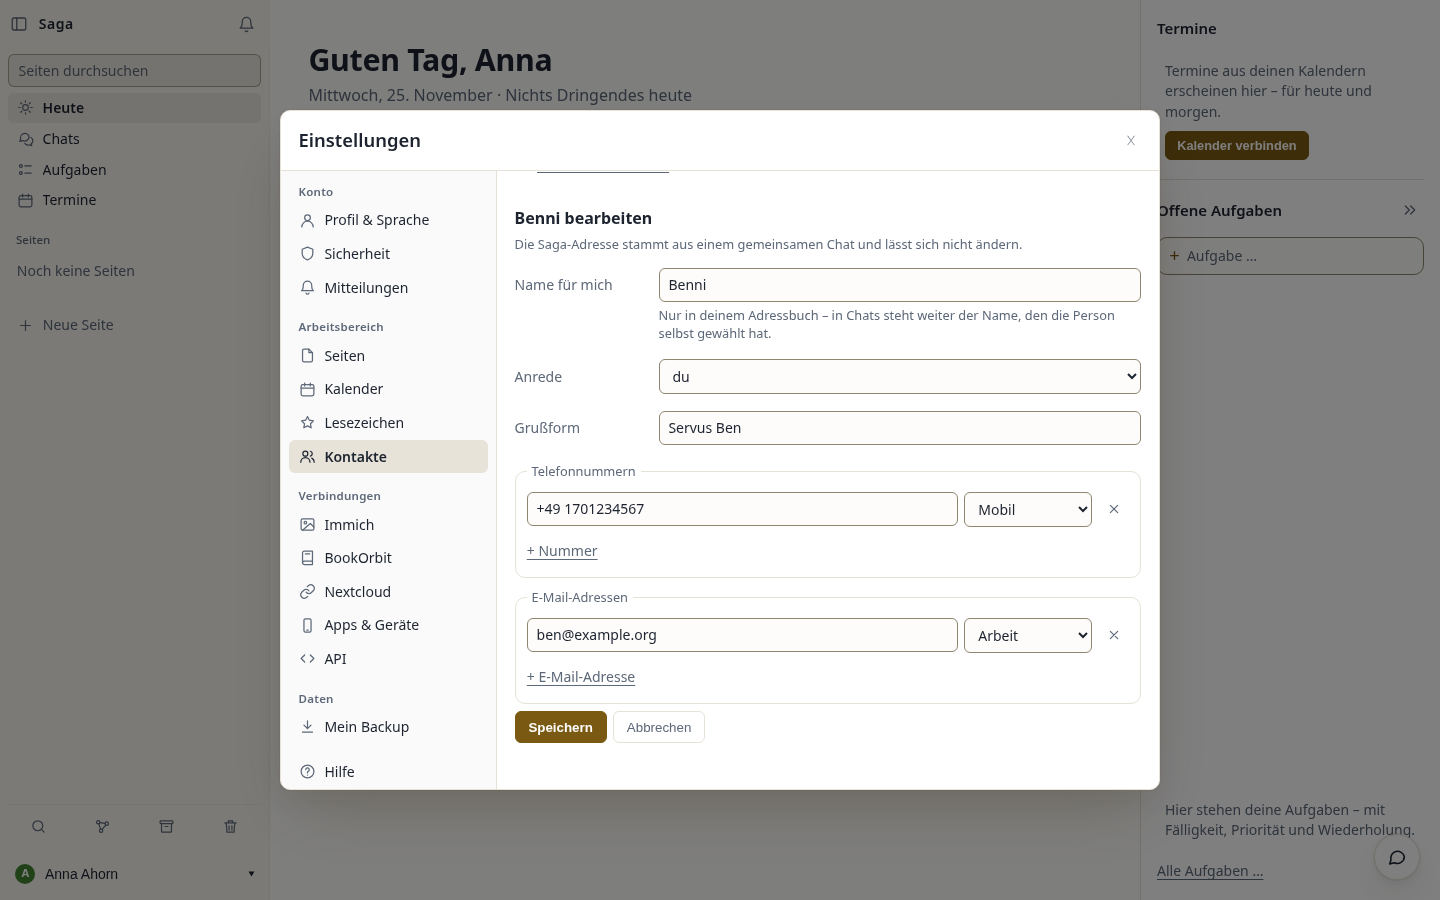 Saga
Seiten durchsuchen
Heute
Chats
Aufgaben
Termine
Seiten
Noch keine Seiten
Neue Seite
A
Anna Ahorn
Guten Tag, Anna
Mittwoch, 25. November · Nichts Dringendes heute
Einstellungen
Konto
Profil & Sprache
Sicherheit
Mitteilungen
Arbeitsbereich
Seiten
Kalender
Lesezeichen
Kontakte
Verbindungen
Immich
BookOrbit
Nextcloud
Apps & Geräte
API
Daten
Mein Backup
Hilfe
Benni bearbeiten
Die Saga-Adresse stammt aus einem gemeinsamen Chat und lässt sich nicht ändern.
Name für mich
Benni
Nur in deinem Adressbuch – in Chats steht weiter der Name, den die Person
selbst gewählt hat.
Anrede
du
Grußform
Servus Ben
Telefonnummern
+49 1701234567
Mobil
+ Nummer
E-Mail-Adressen
ben@example.org
Arbeit
+ E-Mail-Adresse
Speichern
Abbrechen
Termine
Termine aus deinen Kalendern
erscheinen hier – für heute und
morgen.
Kalender verbinden
Offene Aufgaben
+ Aufgabe ...
Hier stehen deine Aufgaben – mit
Fälligkeit, Priorität und Wiederholung.
Alle Aufgaben ...